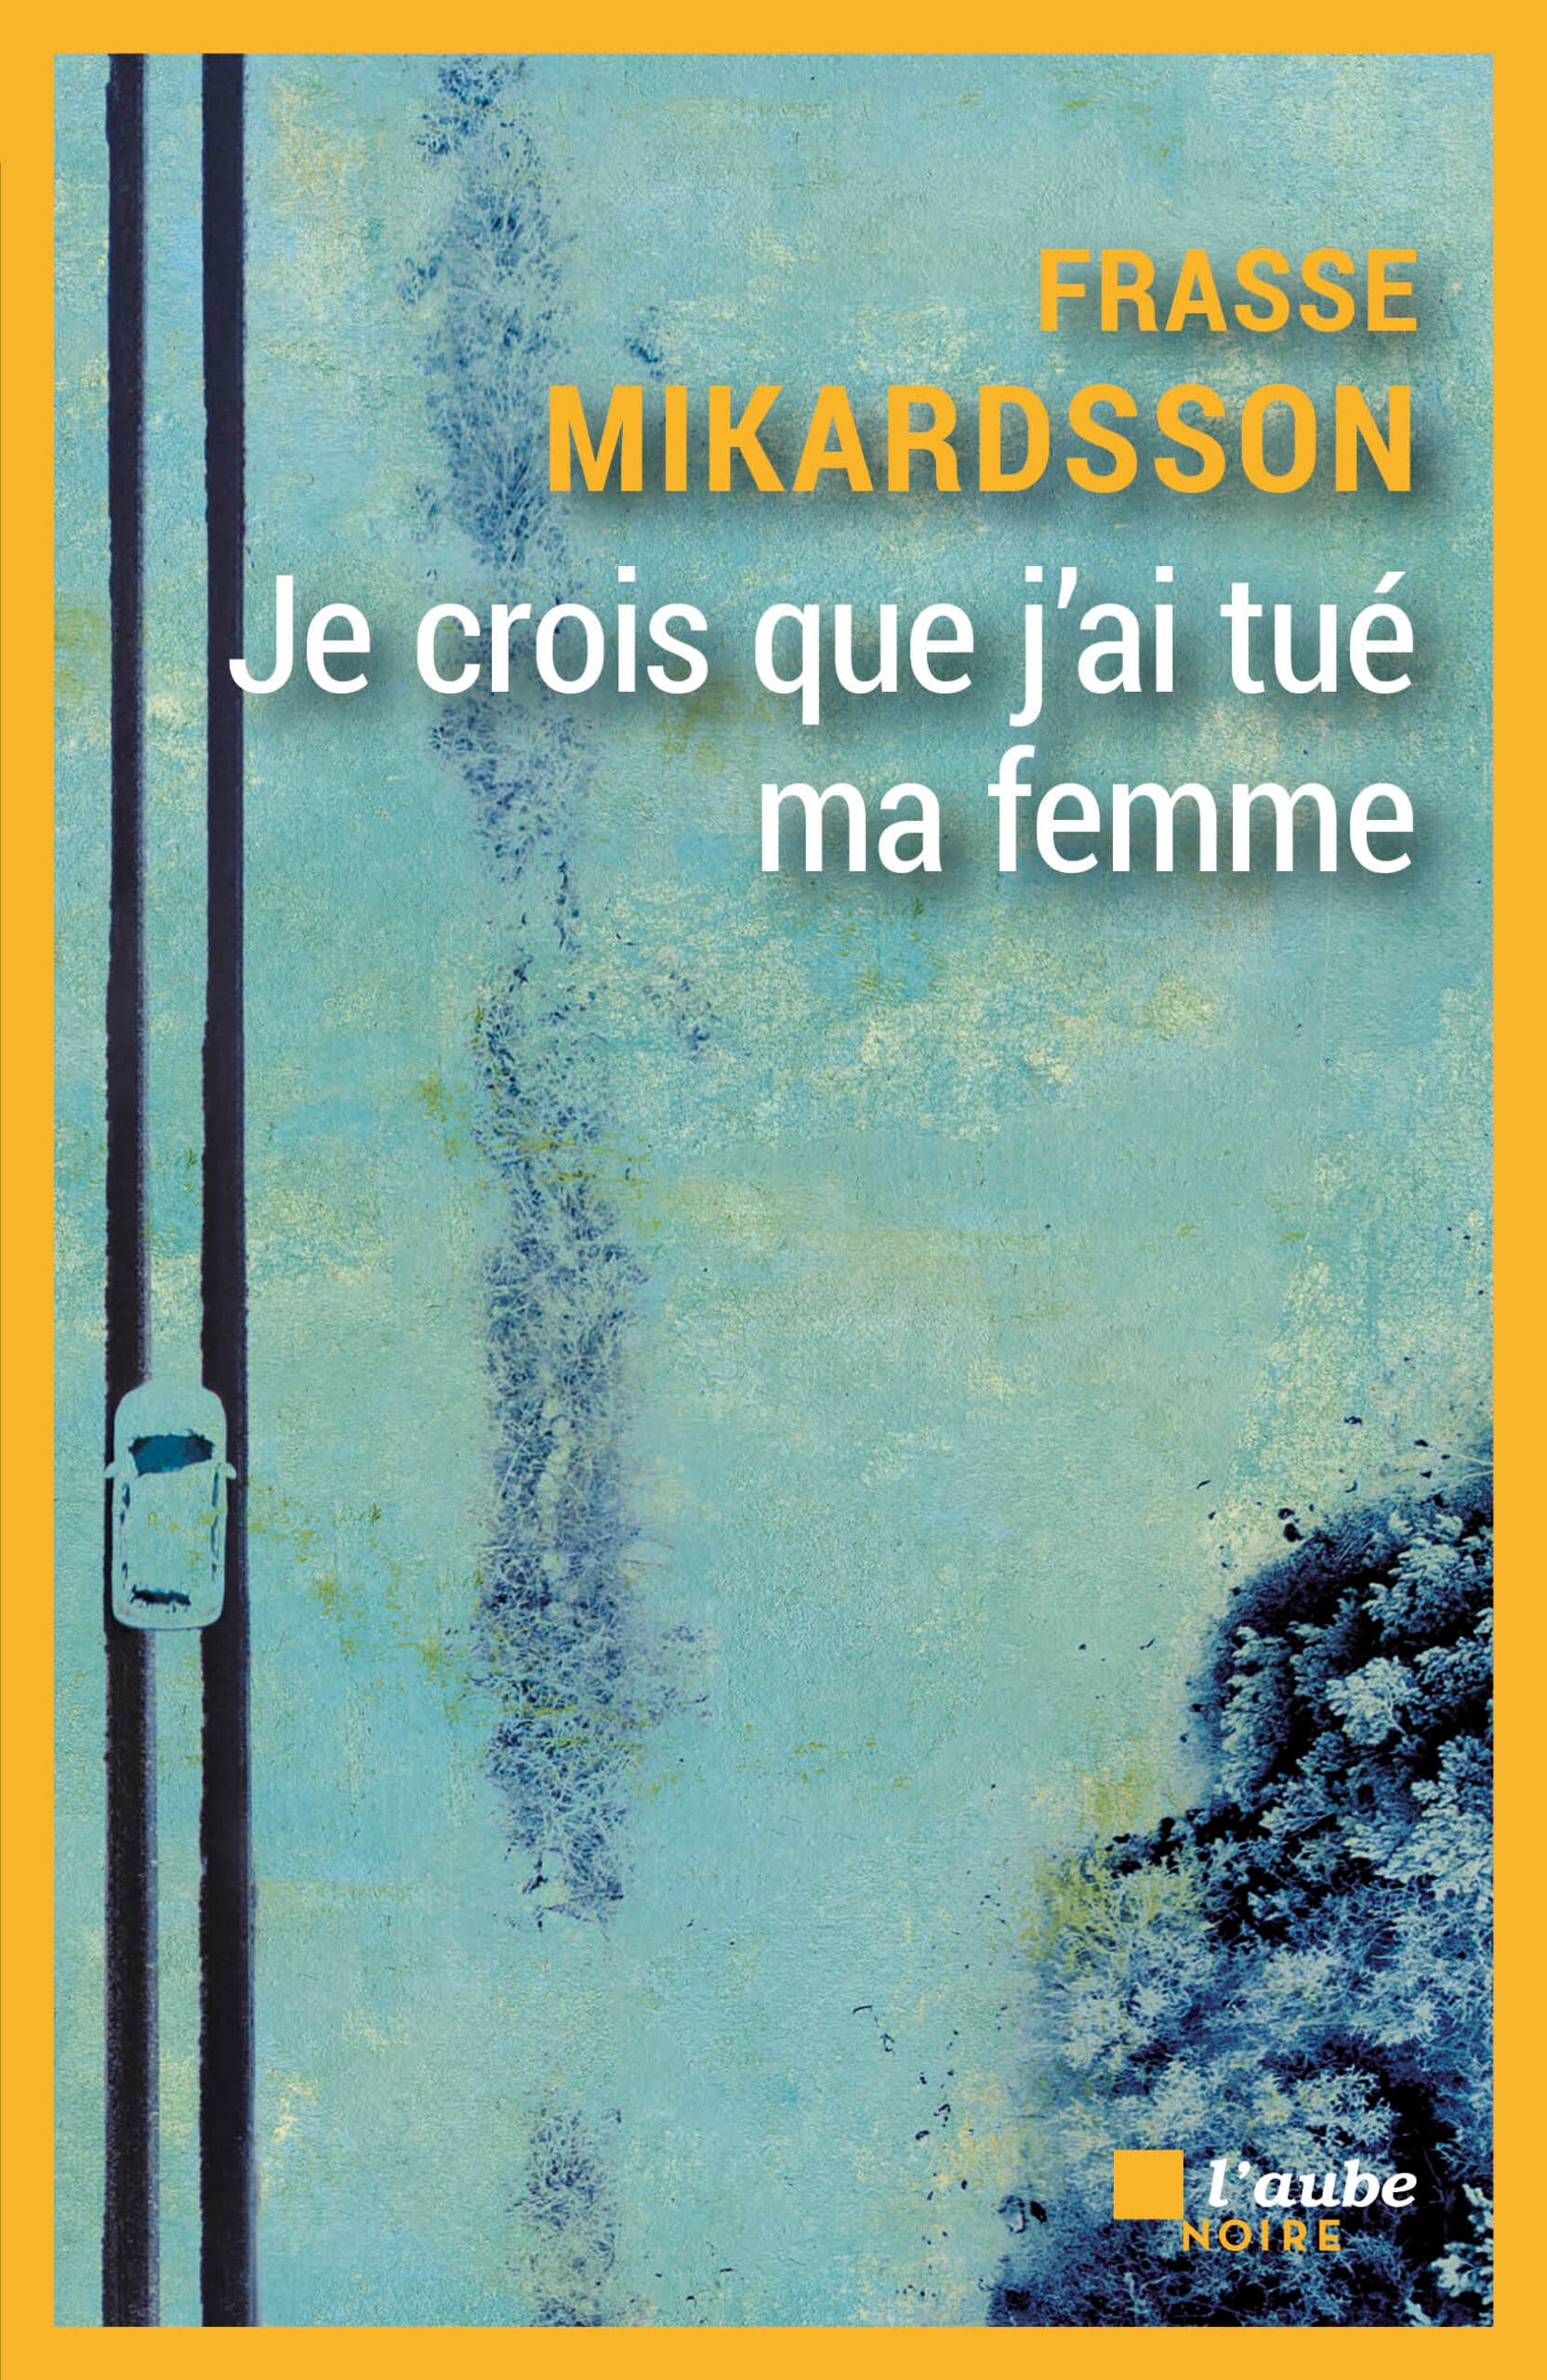 FRASSE
MIKARDSSON
Je crois que j'ai tué
ma femme
l'aube
NOIRE